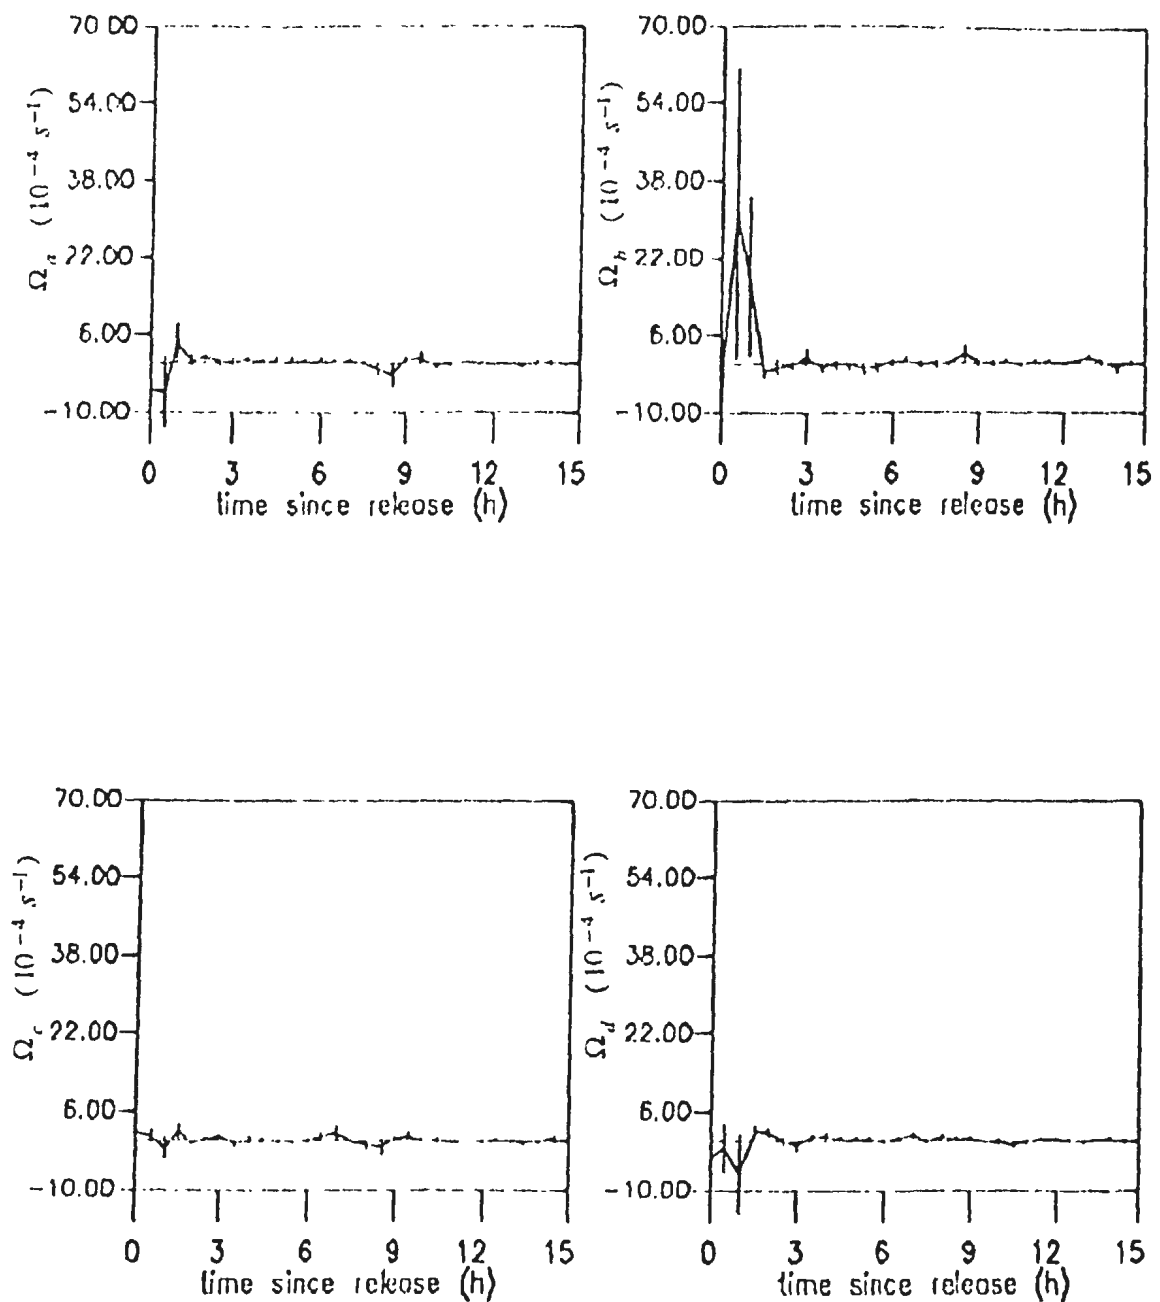 70.00
54.00
38.00
22.00
6.00
-10.00
Ωa (10⁻⁴ s⁻¹)
0 3 6 9 12 15
time since release (h)
70.00
54.00
38.00
22.00
6.00
-10.00
Ωb (10⁻⁴ s⁻¹)
0 3 6 9 12 15
time since release (h)
70.00
54.00
38.00
22.00
6.00
-10.00
Ωc (10⁻⁴ s⁻¹)
0 3 6 9 12 15
time since release (h)
70.00
54.00
38.00
22.00
6.00
-10.00
Ωd (10⁻⁴ s⁻¹)
0 3 6 9 12 15
time since release (h)